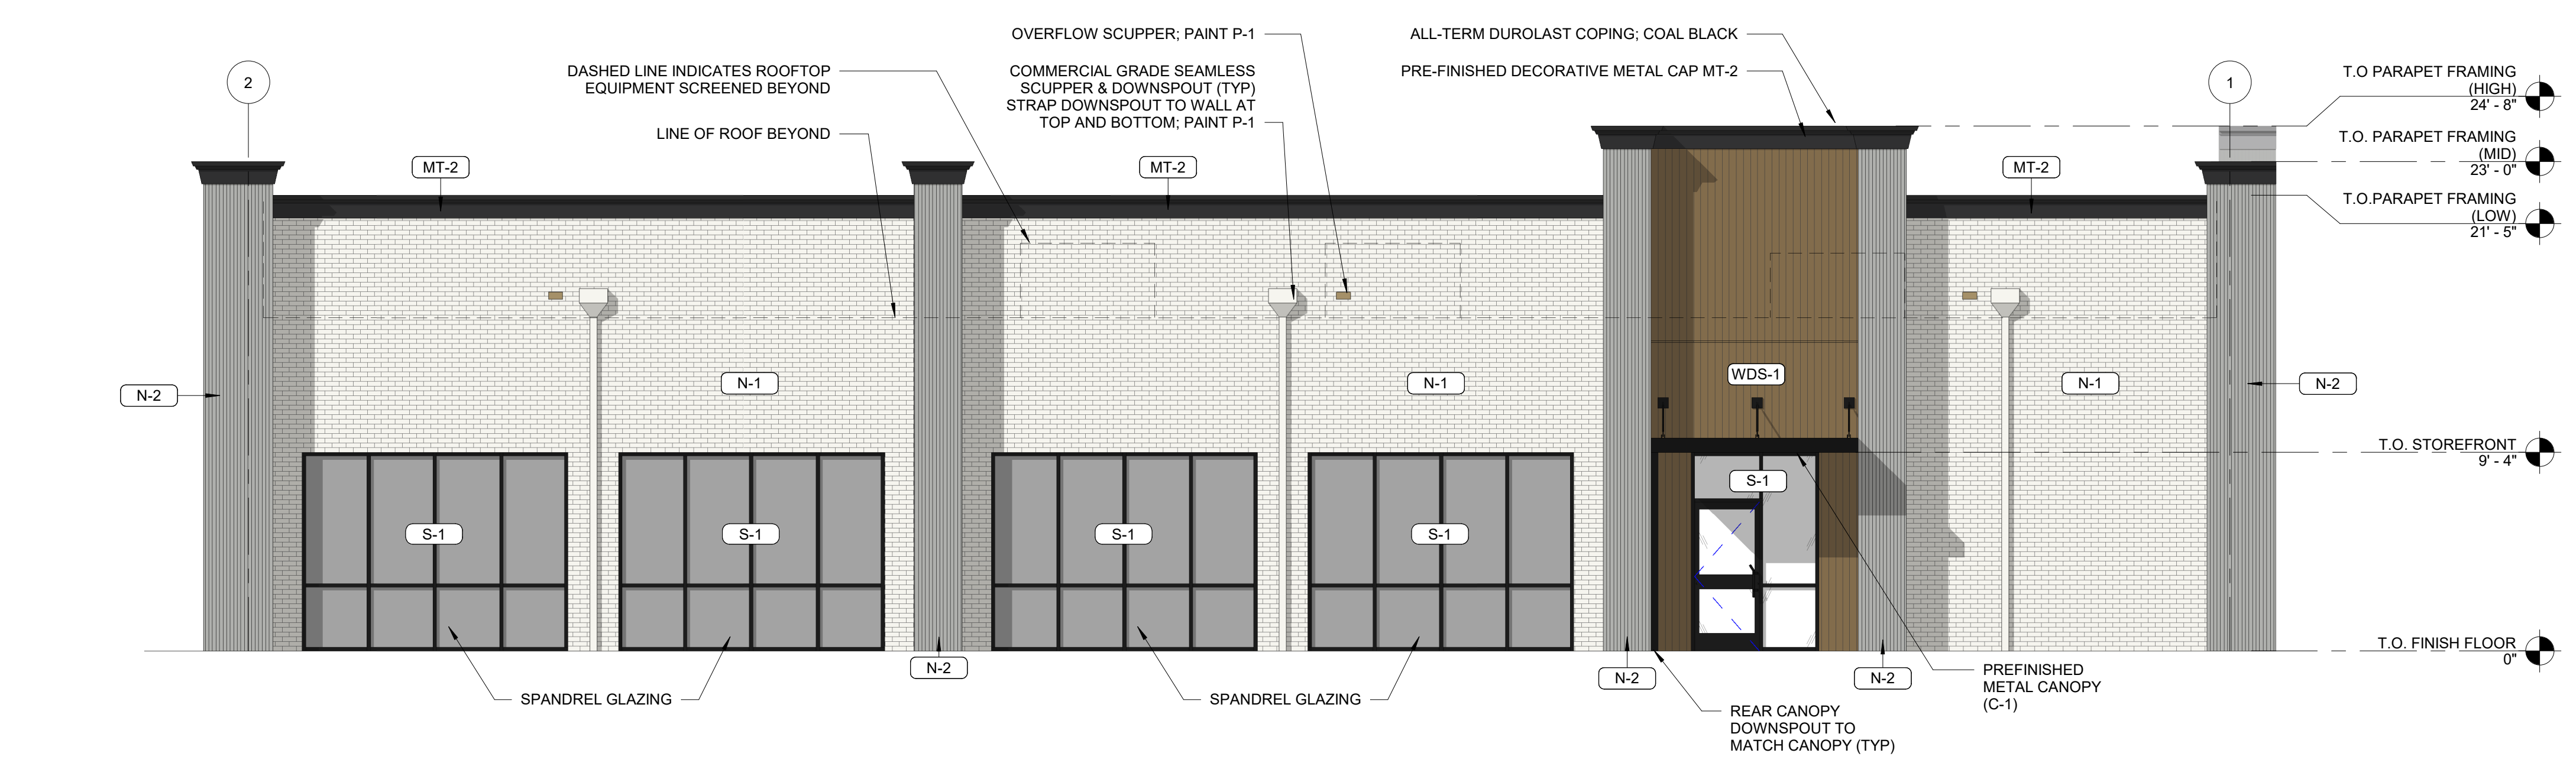 OVERFLOW SCUPPER; PAINT P-1
ALL-TERM DUROLAST COPING; COAL BLACK
2
DASHED LINE INDICATES ROOFTOP
EQUIPMENT SCREENED BEYOND
COMMERCIAL GRADE SEAMLESS
SCUPPER & DOWNSPOUT (TYP)
STRAP DOWNSPOUT TO WALL AT
TOP AND BOTTOM; PAINT P-1
PRE-FINISHED DECORATIVE METAL CAP MT-2
1
T.O PARAPET FRAMING
(HIGH)
24' - 8"
LINE OF ROOF BEYOND
T.O. PARAPET FRAMING
(MID)
23' - 0"
MT-2
MT-2
MT-2
T.O.PARAPET FRAMING
(LOW)
21' - 5"
N-2
N-1
N-1
WDS-1
N-1
N-2
T.O. STOREFRONT
9' - 4"
S-1
S-1
S-1
S-1
S-1
T.O. FINISH FLOOR
0"
N-2
N-2
N-2
SPANDREL GLAZING
SPANDREL GLAZING
PREFINISHED
METAL CANOPY
(C-1)
REAR CANOPY
DOWNSPOUT TO
MATCH CANOPY (TYP)